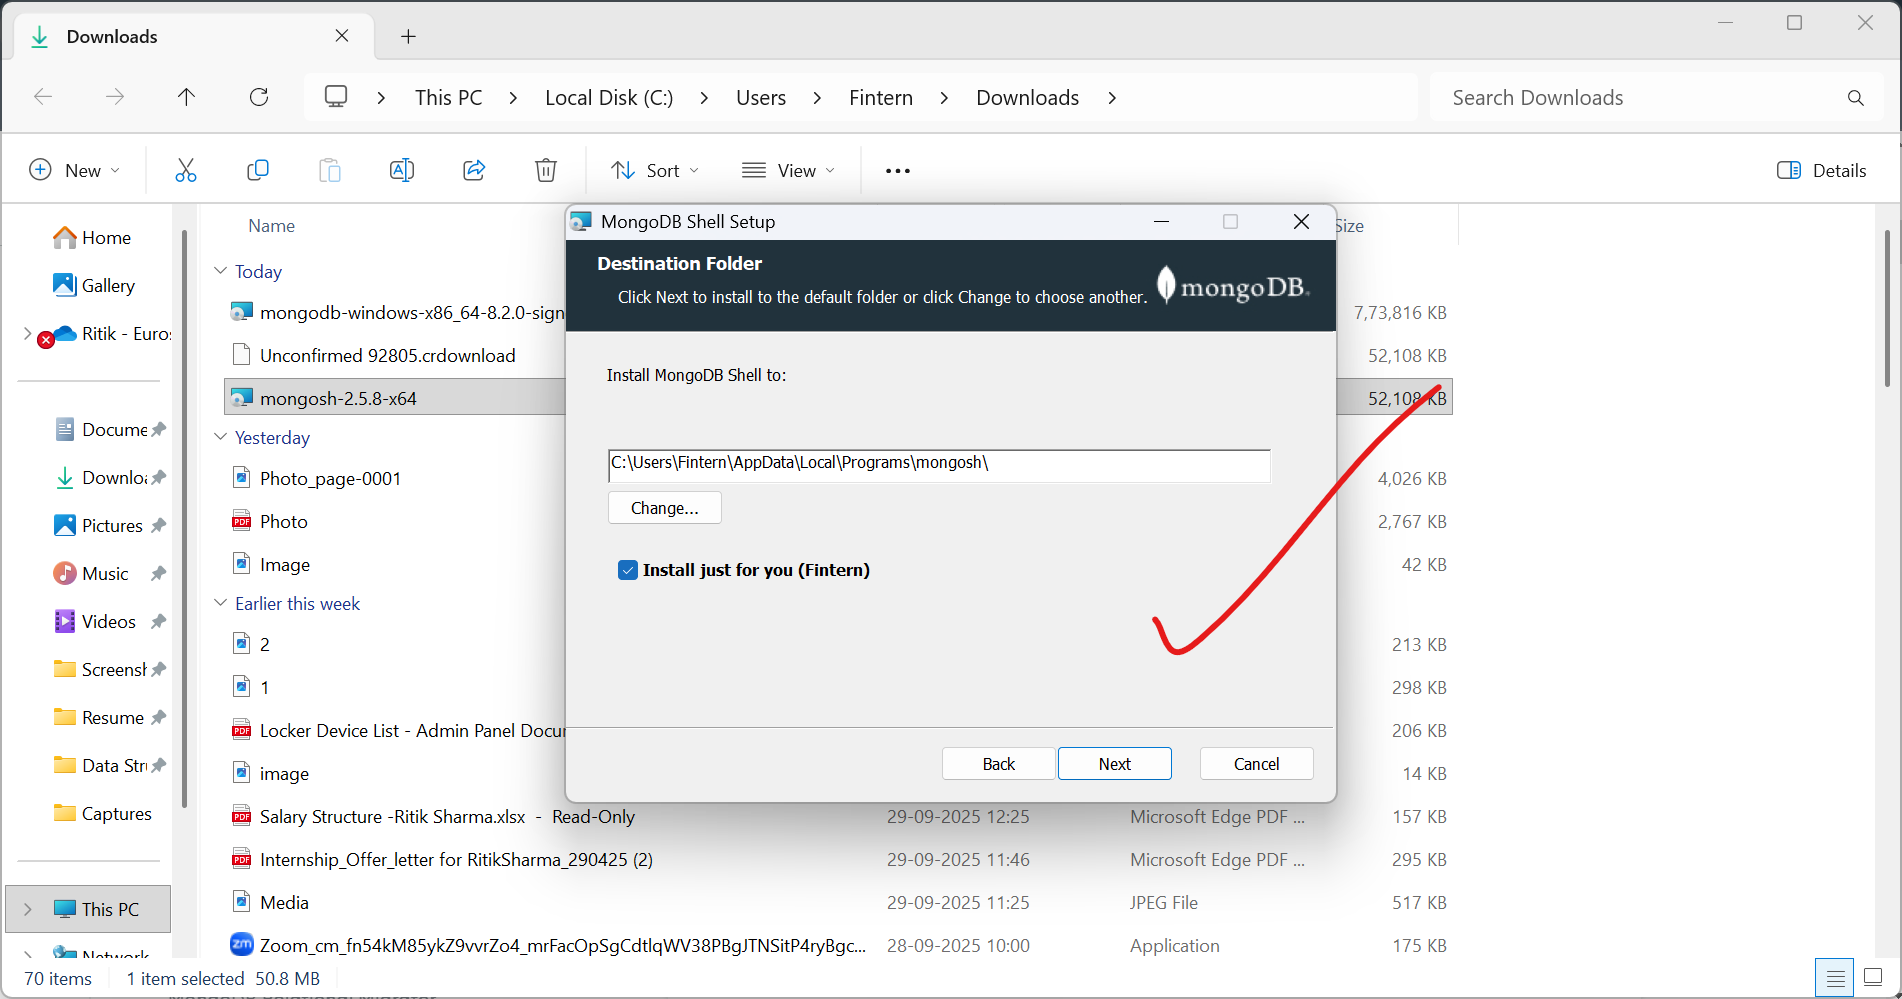 Downloads
This PC
Local Disk (C:)
Users
Fintern
Downloads
Search Downloads
New
Sort
View
Details
Home
Gallery
Ritik - Euro
Docume
Downlo
Pictures
Music
Videos
Screensh
Resume
Data Str
Captures
This PC
Network
Name
Size
Today
mongodb-windows-x86_64-8.2.0-sign
7,73,816 KB
Unconfirmed 92805.crdownload
52,108 KB
mongosh-2.5.8-x64
52,108 KB
Yesterday
Photo_page-0001
4,026 KB
Photo
2,767 KB
Image
42 KB
Earlier this week
2
213 KB
1
298 KB
Locker Device List - Admin Panel Docu
206 KB
image
14 KB
Salary Structure -Ritik Sharma.xlsx - Read-Only 29-09-2025 12:25 Microsoft Edge PDF ... 157 KB
Internship_Offer_letter for RitikSharma_290425 (2) 29-09-2025 11:46 Microsoft Edge PDF ... 295 KB
Media 29-09-2025 11:25 JPEG File 517 KB
Zoom_cm_fn54kM85ykZ9vvrZo4_mrFacOpSgCdtlqWV38PBgJTNSitP4ryBgc... 28-09-2025 10:00 Application 175 KB
MongoDB Shell Setup
Destination Folder
Click Next to install to the default folder or click Change to choose another.
mongoDB.
Install MongoDB Shell to:
C:\Users\Fintern\AppData\Local\Programs\mongosh\
Change...
Install just for you (Fintern)
Back
Next
Cancel
70 items
1 item selected 50.8 MB